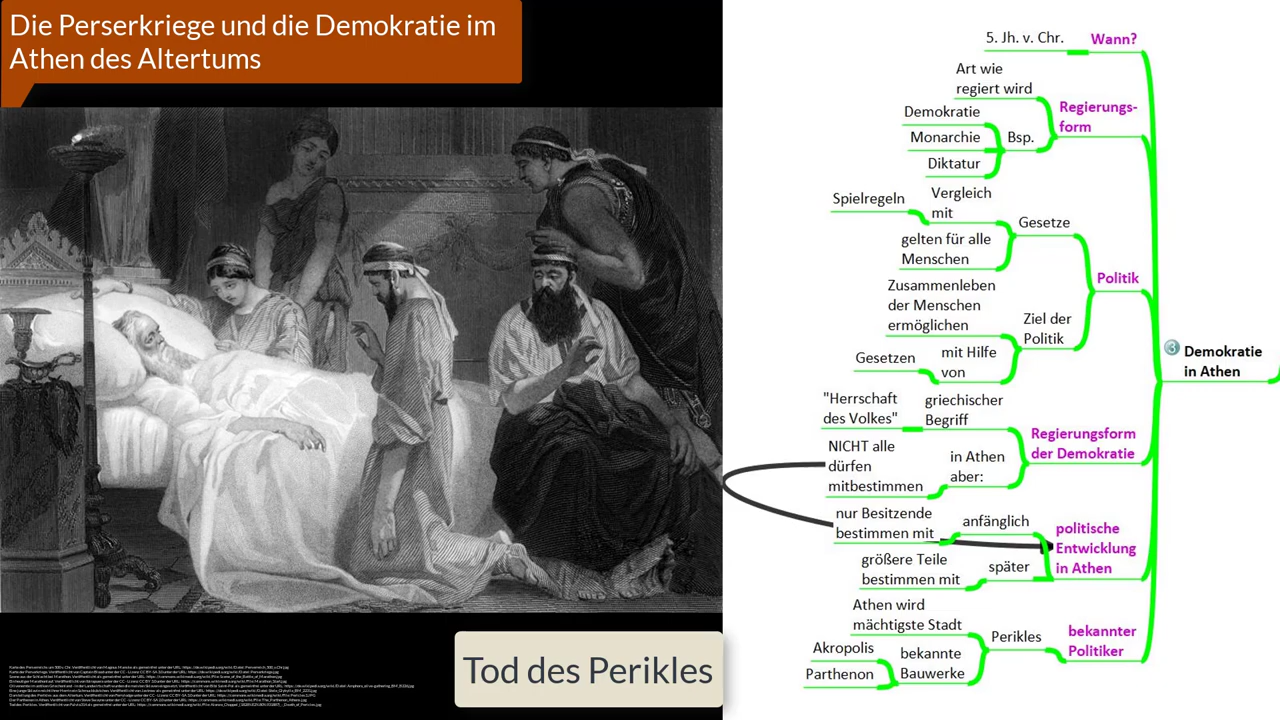 Die Perserkriege und die Demokratie im
Athen des Altertums
Tod des Perikles
5. Jh. v. Chr.
Wann?
Art wie
regiert wird
Regierungs-
form
Demokratie
Monarchie
Diktatur
Bsp.
Spielregeln
Vergleich
mit
Gesetze
gelten für alle
Menschen
Politik
Zusammenleben
der Menschen
ermöglichen
Ziel der
Politik
Gesetzen
mit Hilfe
von
3 Demokratie
in Athen
"Herrschaft
des Volkes"
griechischer
Begriff
Regierungsform
der Demokratie
NICHT alle
dürfen
mitbestimmen
in Athen
aber:
nur Besitzende
bestimmen mit
anfänglich
politische
Entwicklung
in Athen
größere Teile
bestimmen mit
später
Athen wird
mächtigste Stadt
Perikles
bekannter
Politiker
Akropolis
Parthenon
bekannte
Bauwerke